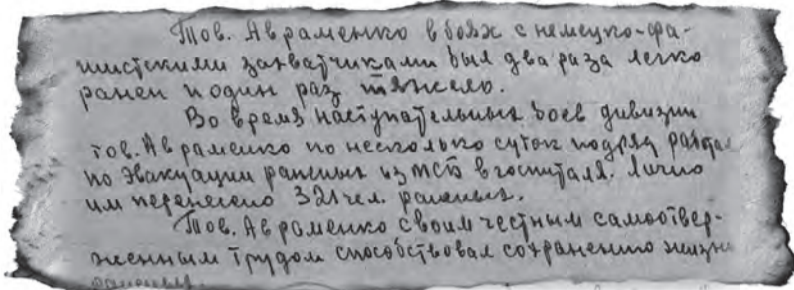 Тов. Авраменко в боях с немецко-фа-
шистскими захватчиками был два раза легко
ранен и один раз тяжело.
Во время наступательных боев дивизии
тов. Авраменко по несколько суток подряд работал
по эвакуации раненых из МСБ в госпиталя. Лично
им перенесено 321 чел. раненых.
Тов. Авраменко своим честным самоотвер-
женным трудом способствовал сохранению жизни
раненых.